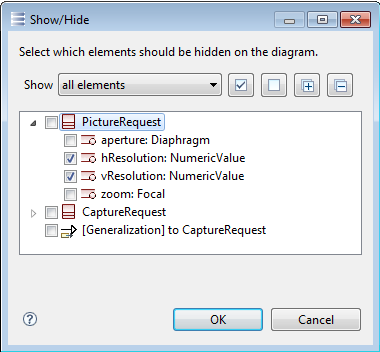 Show/Hide
Select which elements should be hidden on the diagram.
Show all elements
PictureRequest
aperture: Diaphragm
hResolution: NumericValue
vResolution: NumericValue
zoom: Focal
CaptureRequest
[Generalization] to CaptureRequest
?
OK Cancel